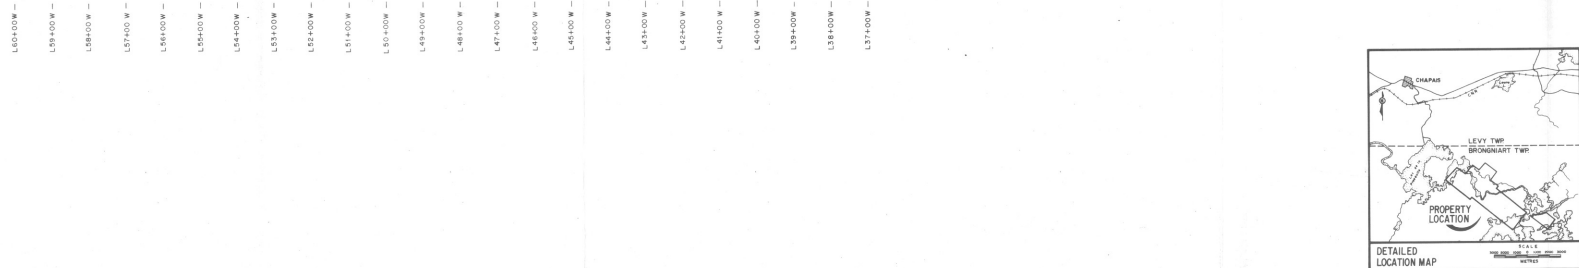 L60+00W
L59+00W
L58+00W
L57+00W
L56+00W
L55+00W
L54+00W
L53+00W
L52+00W
L51+00W
L50+00W
L49+00W
L48+00W
L47+00W
L46+00W
L45+00W
L44+00W
L43+00W
L42+00W
L41+00W
L40+00W
L39+00W
L38+00W
L37+00W
CHAPAIS
LEVY TWP.
BRONGNIART TWP.
PROPERTY
LOCATION
DETAILED
LOCATION MAP
SCALE
METRES